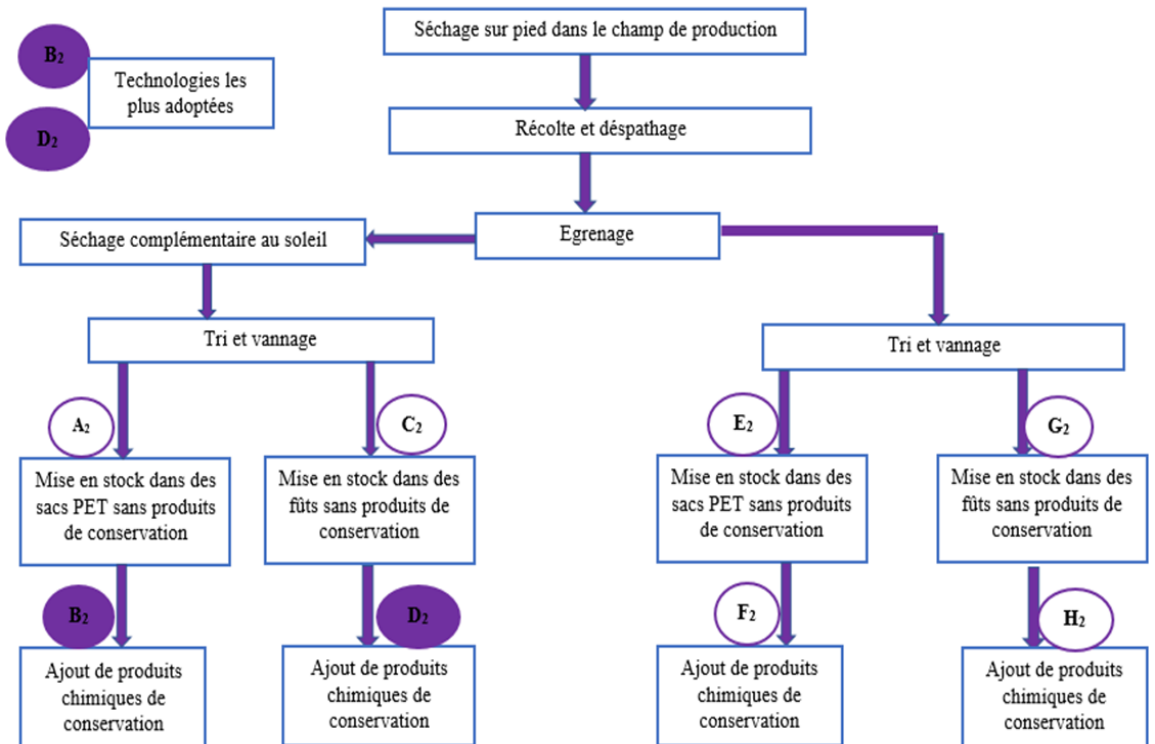 Séchage sur pied dans le champ de production
B₂
Technologies les
plus adoptées
D₂
Récolte et déspathage
Egrenage
Séchage complémentaire au soleil
Tri et vannage
Tri et vannage
A₂
C₂
E₂
G₂
Mise en stock dans des
sacs PET sans produits
de conservation
Mise en stock dans des
fûts sans produits de
conservation
Mise en stock dans des
sacs PET sans produits
de conservation
Mise en stock dans des
fûts sans produits de
conservation
B₂
D₂
F₂
H₂
Ajout de produits
chimiques de
conservation
Ajout de produits
chimiques de
conservation
Ajout de produits
chimiques de
conservation
Ajout de produits
chimiques de
conservation